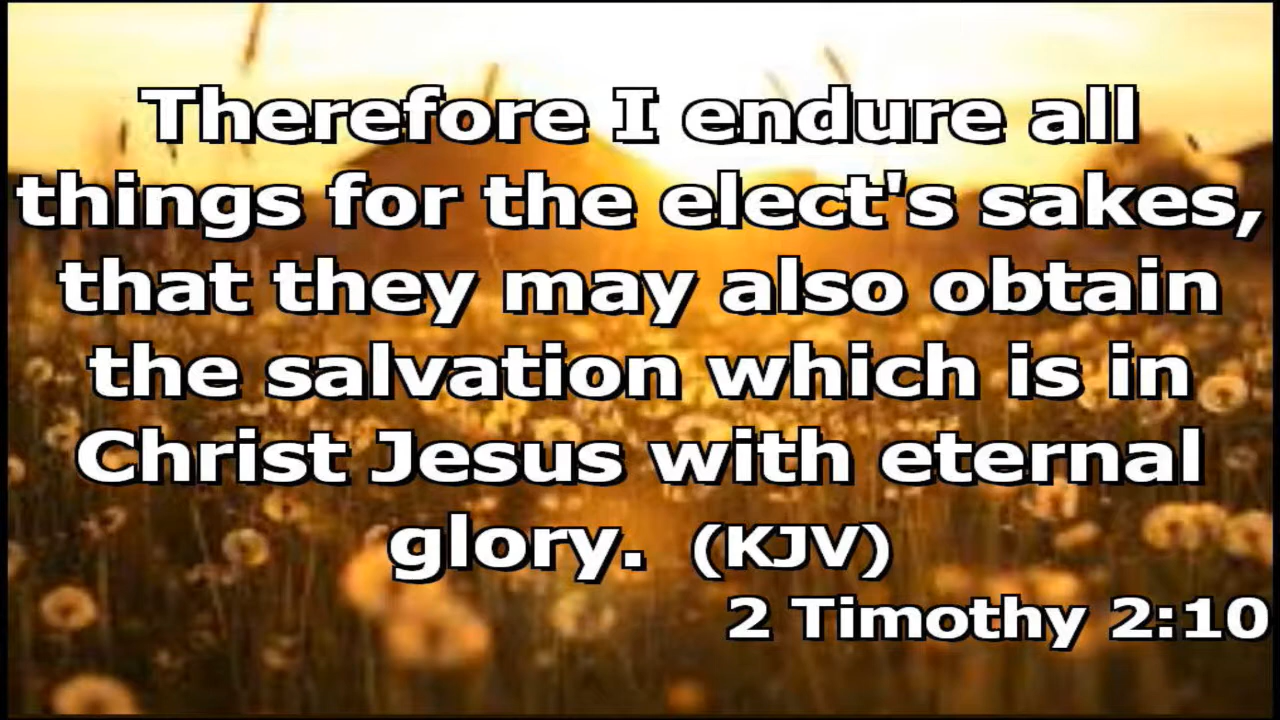 Therefore I endure all
things for the elect's sakes,
that they may also obtain
the salvation which is in
Christ Jesus with eternal
glory. (KJV)
2 Timothy 2:10